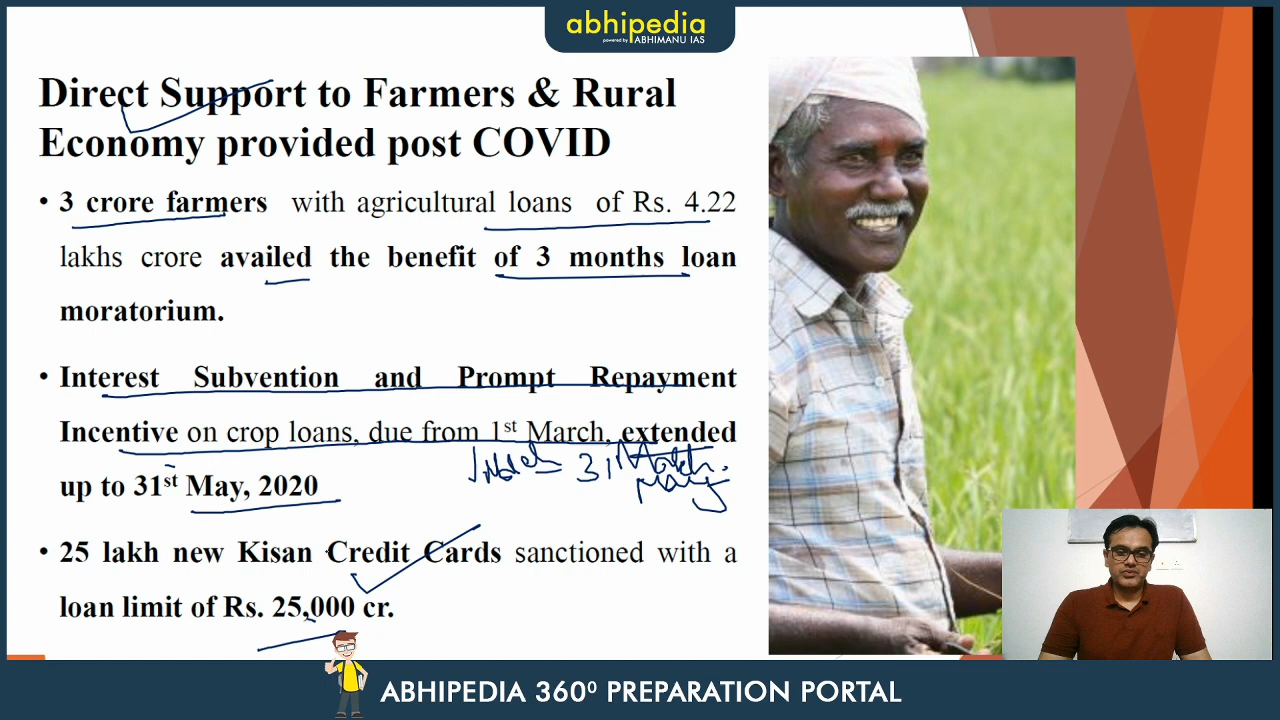 abhipedia
powered by ABHIMANU IAS
Direct Support to Farmers & Rural
Economy provided post COVID
• 3 crore farmers with agricultural loans of Rs. 4.22
lakhs crore availed the benefit of 3 months loan
moratorium.
• Interest Subvention and Prompt Repayment
Incentive on crop loans, due from 1st March, extended
up to 31st May, 2020
• 25 lakh new Kisan Credit Cards sanctioned with a
loan limit of Rs. 25,000 cr.
ABHIPEDIA 360⁰ PREPARATION PORTAL